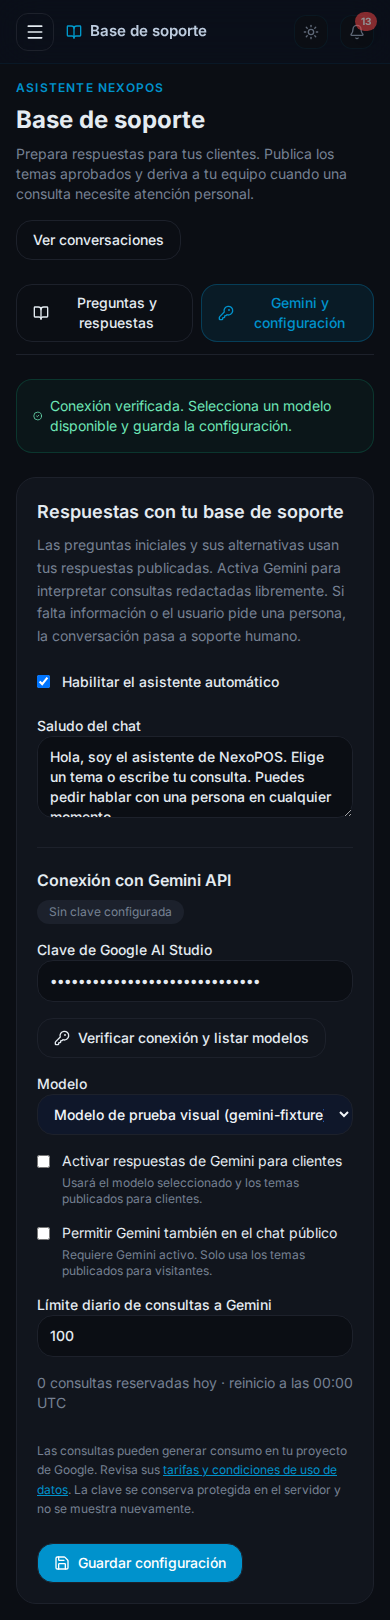 Base de soporte
13
ASISTENTE NEXOPOS
Base de soporte
Prepara respuestas para tus clientes. Publica los
temas aprobados y deriva a tu equipo cuando una
consulta necesite atención personal.
Ver conversaciones
Preguntas y
respuestas
Gemini y
configuración
Conexión verificada. Selecciona un modelo
disponible y guarda la configuración.
Respuestas con tu base de soporte
Las preguntas iniciales y sus alternativas usan
tus respuestas publicadas. Activa Gemini para
interpretar consultas redactadas libremente. Si
falta información o el usuario pide una persona,
la conversación pasa a soporte humano.
Habilitar el asistente automático
Saludo del chat
Hola, soy el asistente de NexoPOS. Elige
un tema o escribe tu consulta. Puedes
pedir hablar con una persona en cualquier
momento
Conexión con Gemini API
Sin clave configurada
Clave de Google AI Studio
••••••••••••••••••••••••••••••
Verificar conexión y listar modelos
Modelo
Modelo de prueba visual (gemini-fixture
Activar respuestas de Gemini para clientes
Usará el modelo seleccionado y los temas
publicados para clientes.
Permitir Gemini también en el chat público
Requiere Gemini activo. Solo usa los temas
publicados para visitantes.
Límite diario de consultas a Gemini
100
0 consultas reservadas hoy · reinicio a las 00:00
UTC
Las consultas pueden generar consumo en tu proyecto
de Google. Revisa sus tarifas y condiciones de uso de
datos. La clave se conserva protegida en el servidor y
no se muestra nuevamente.
Guardar configuración